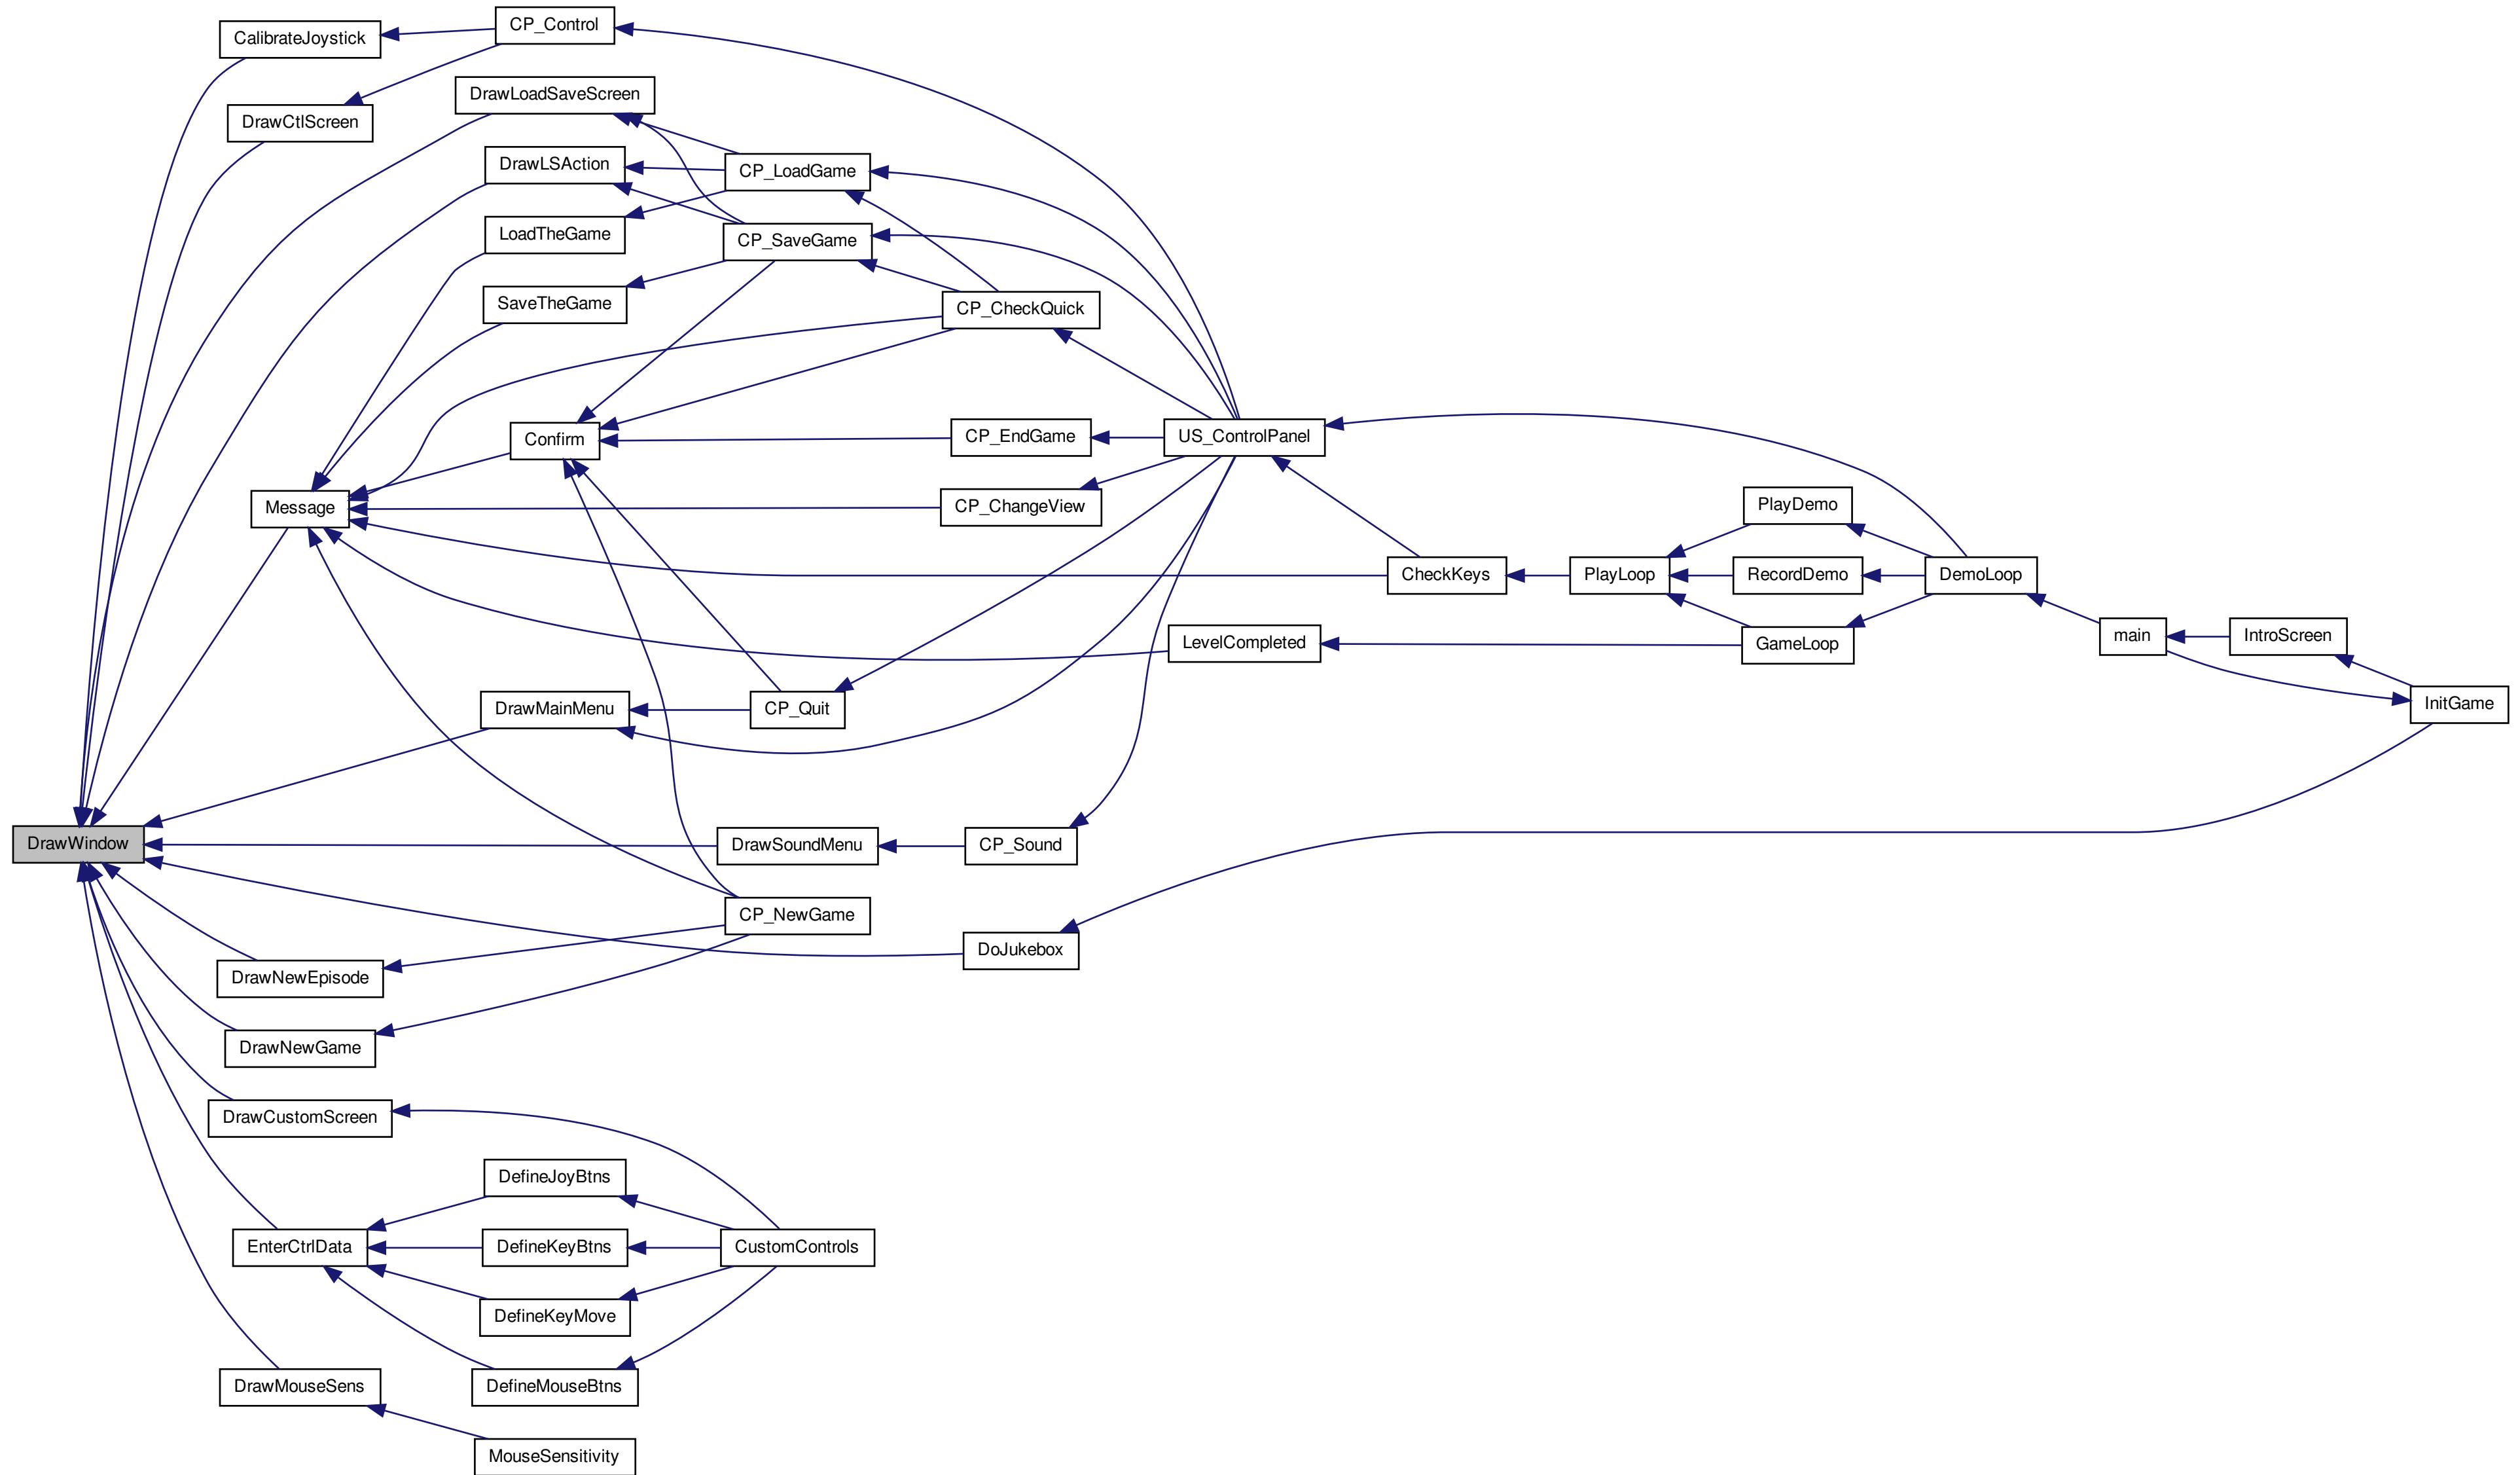 CP_Control
CalibrateJoystick
DrawLoadSaveScreen
DrawCtlScreen
DrawLSAction
CP_LoadGame
LoadTheGame
CP_SaveGame
SaveTheGame
CP_CheckQuick
Confirm
CP_EndGame
US_ControlPanel
Message
CP_ChangeView
PlayDemo
CheckKeys
PlayLoop
RecordDemo
DemoLoop
LevelCompleted
GameLoop
main
IntroScreen
DrawMainMenu
CP_Quit
InitGame
DrawWindow
DrawSoundMenu
CP_Sound
CP_NewGame
DoJukebox
DrawNewEpisode
DrawNewGame
DrawCustomScreen
DefineJoyBtns
EnterCtrlData
DefineKeyBtns
CustomControls
DefineKeyMove
DrawMouseSens
DefineMouseBtns
MouseSensitivity